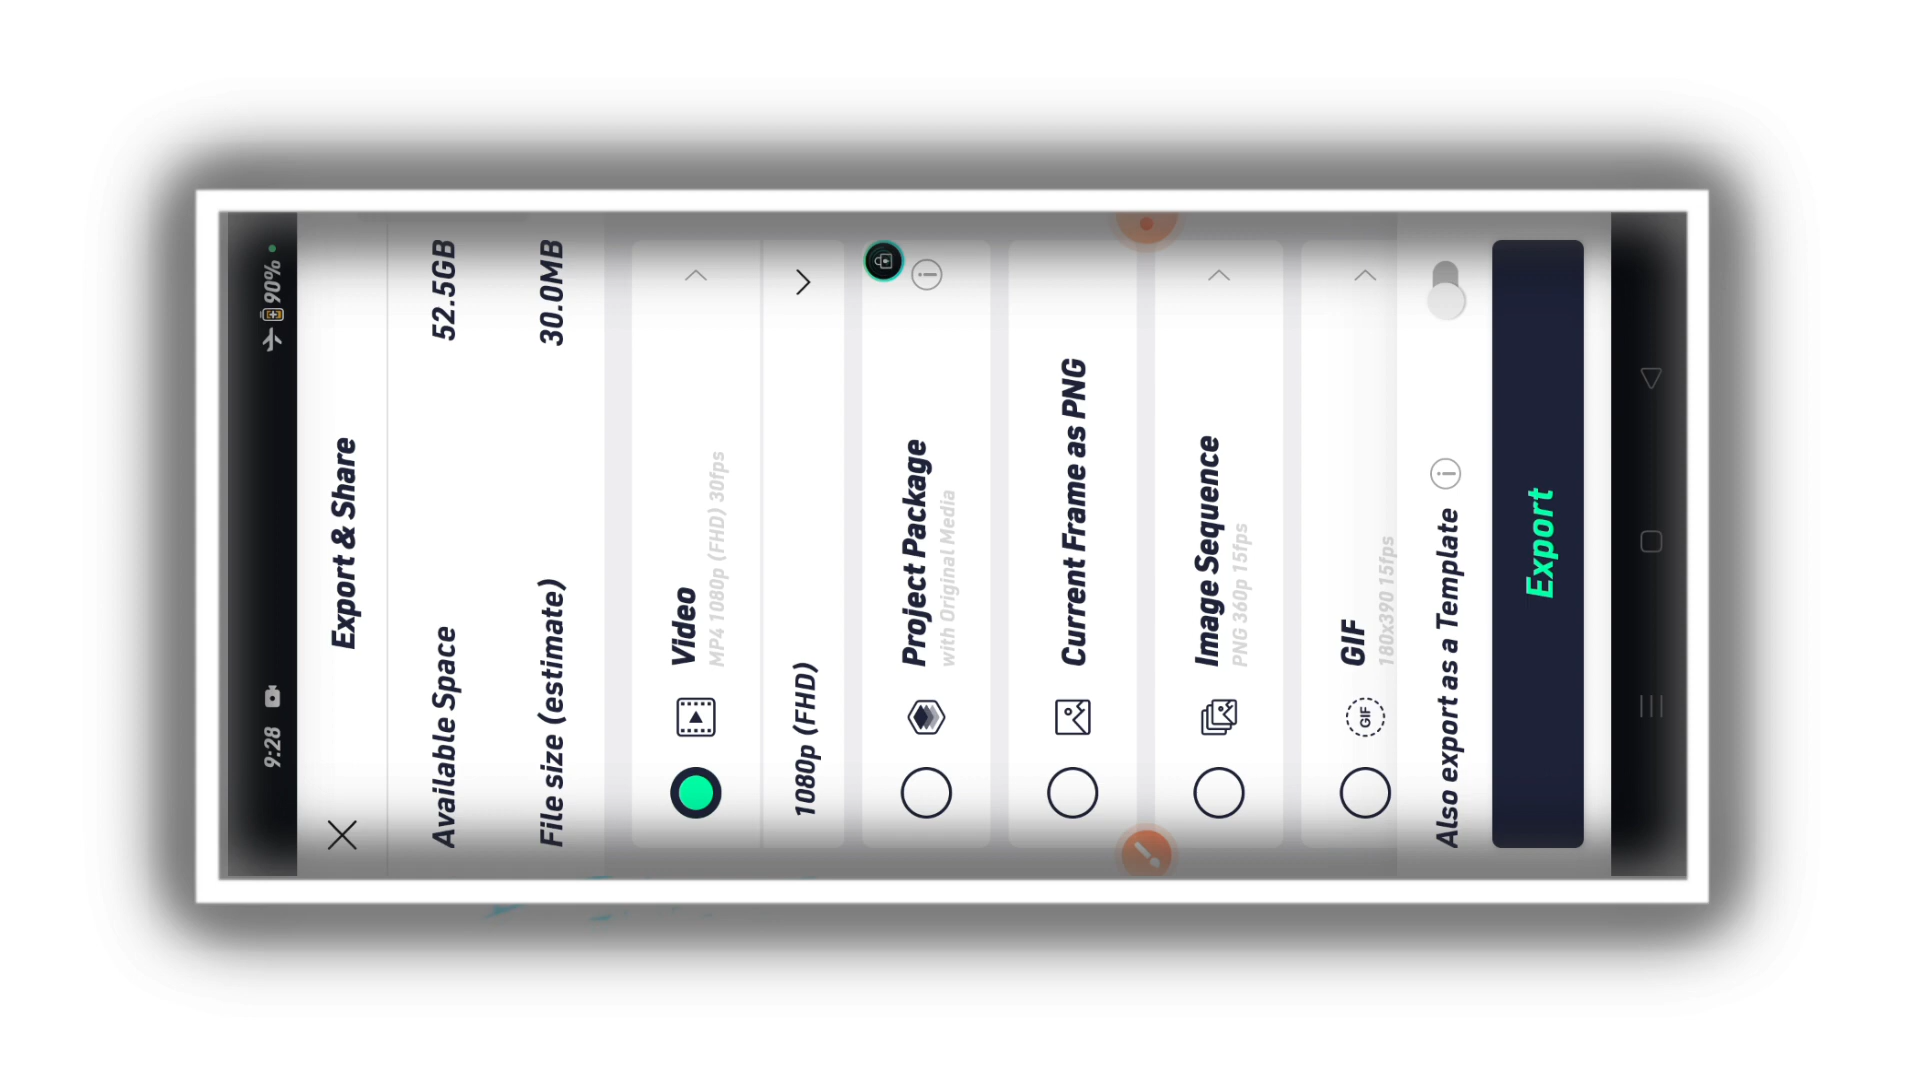 9:28
90%
Export & Share
Available Space 52.5GB
File size (estimate) 30.0MB
Video
MP4 1080p (FHD) 30fps
1080p (FHD)
Project Package
with Original Media
Current Frame as PNG
Image Sequence
PNG 360p 15fps
GIF
GIF
180x390 15fps
Also export as a Template
Export